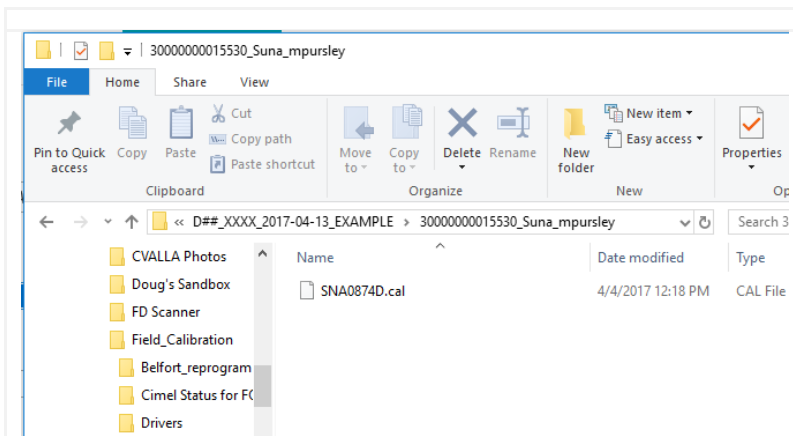 30000000015530_Suna_mpursley
File Home Share View
Pin to Quick access
Copy
Paste
Cut
Copy path
Paste shortcut
Move to
Copy to
Delete
Rename
New folder
New item
Easy access
Properties
Clipboard
Organize
New
Op
« D##_XXXX_2017-04-13_EXAMPLE > 30000000015530_Suna_mpursley
Search 3
Name Date modified Type
SNA0874D.cal 4/4/2017 12:18 PM CAL File
CVALLA Photos
Doug's Sandbox
FD Scanner
Field_Calibration
Belfort_reprogram
Cimel Status for F
Drivers